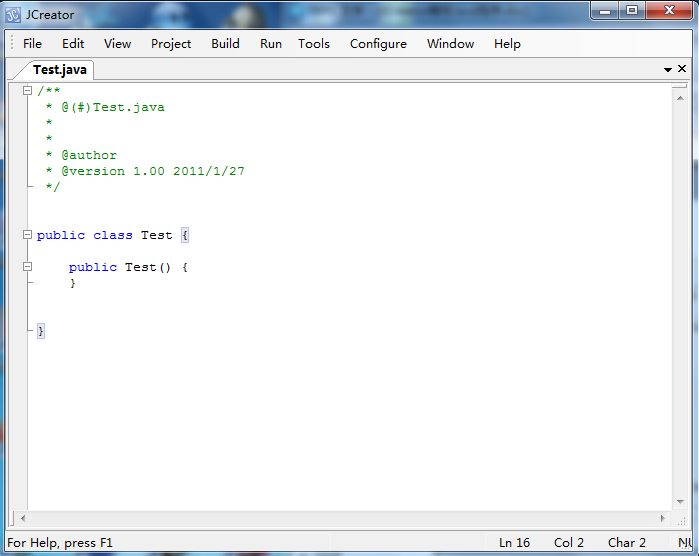 JCreator
File Edit View Project Build Run Tools Configure Window Help
Test.java
/**
* @(#)Test.java
*
*
* @author
* @version 1.00 2011/1/27
*/
public class Test {
public Test() {
}
}
For Help, press F1 Ln 16 Col 2 Char 2